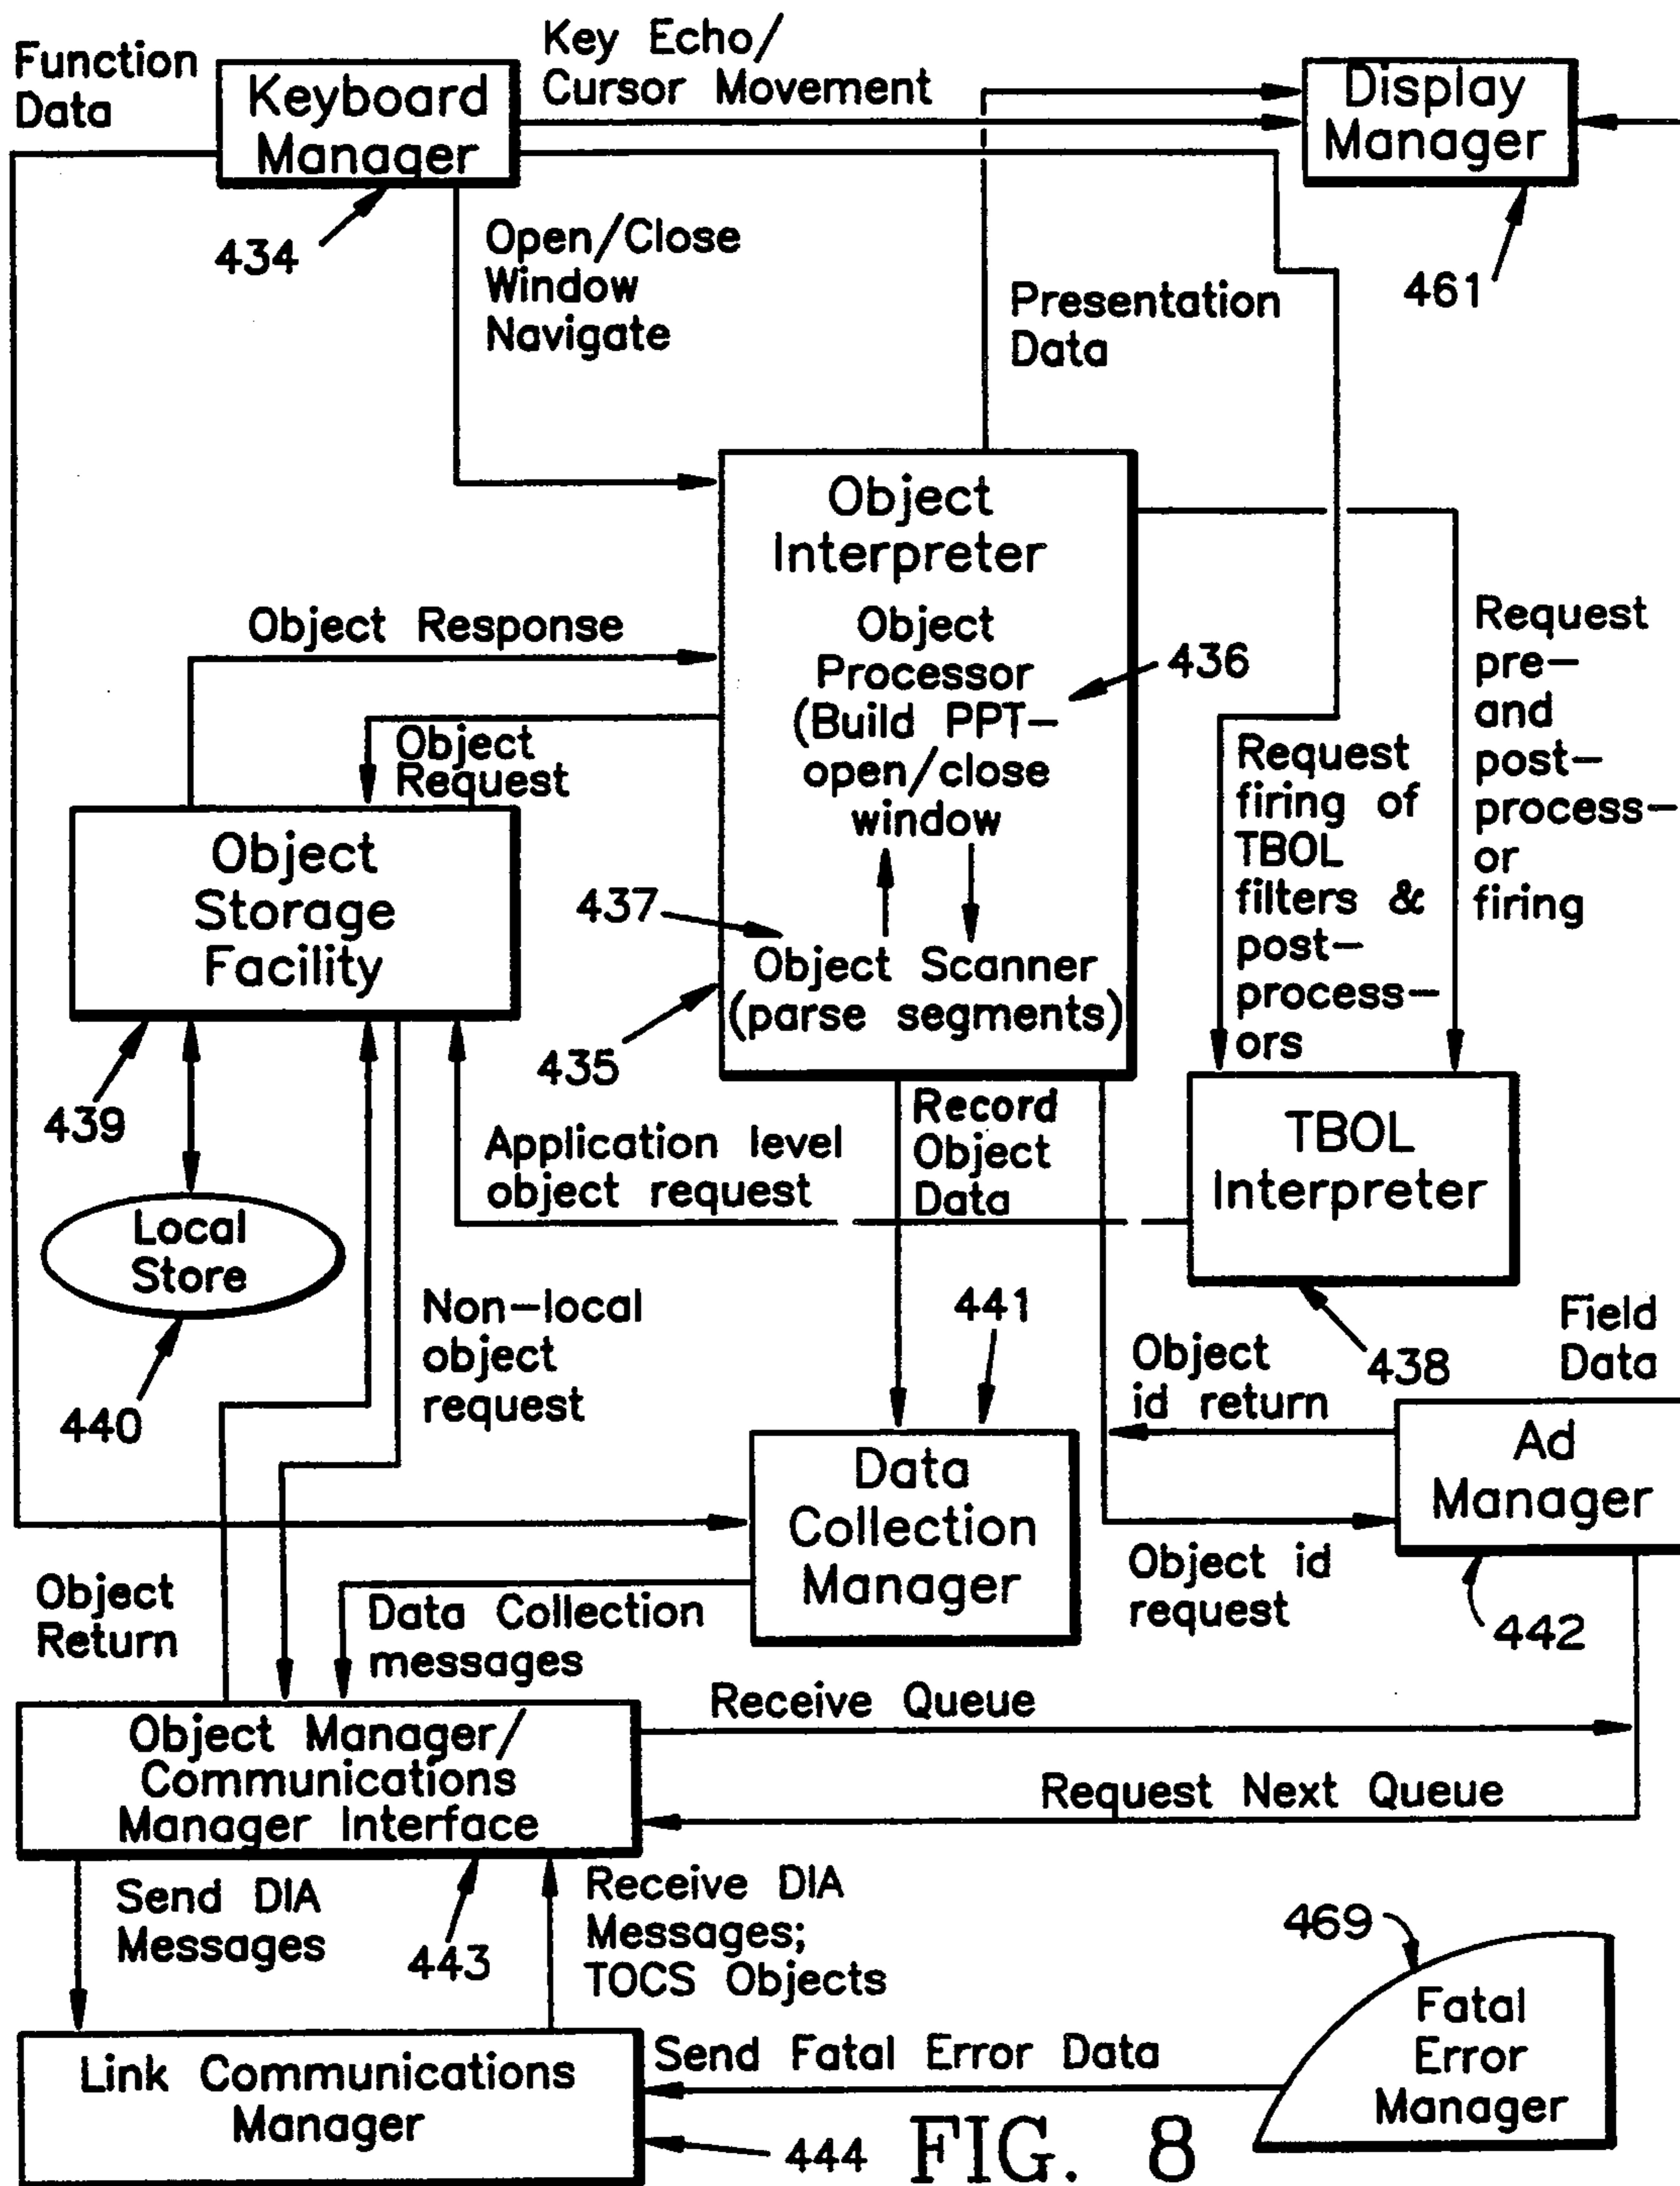 Function
Data
Keyboard
Manager
434
Key Echo/
Cursor Movement
Display
Manager
461
Open/Close
Window
Navigate
Presentation
Data
Object
Interpreter
Object
Processor
(Build PPT-
open/close
window
436
437
Object Scanner
(parse segments)
435
Object Response
Object
Request
Object
Storage
Facility
439
Local
Store
440
Request
firing of
TBOL
filters &
post-
process-
ors
Request
pre-
and
post-
process-
or
firing
Application level
object request
Record
Object
Data
TBOL
Interpreter
438
Non-local
object
request
441
Object
id return
Field
Data
Ad
Manager
442
Data
Collection
Manager
Object id
request
Object
Return
Data Collection
messages
Receive Queue
Object Manager/
Communications
Manager Interface
443
Request Next Queue
Send DIA
Messages
Receive DIA
Messages;
TOCS Objects
469
Fatal
Error
Manager
Send Fatal Error Data
Link Communications
Manager
444
FIG. 8